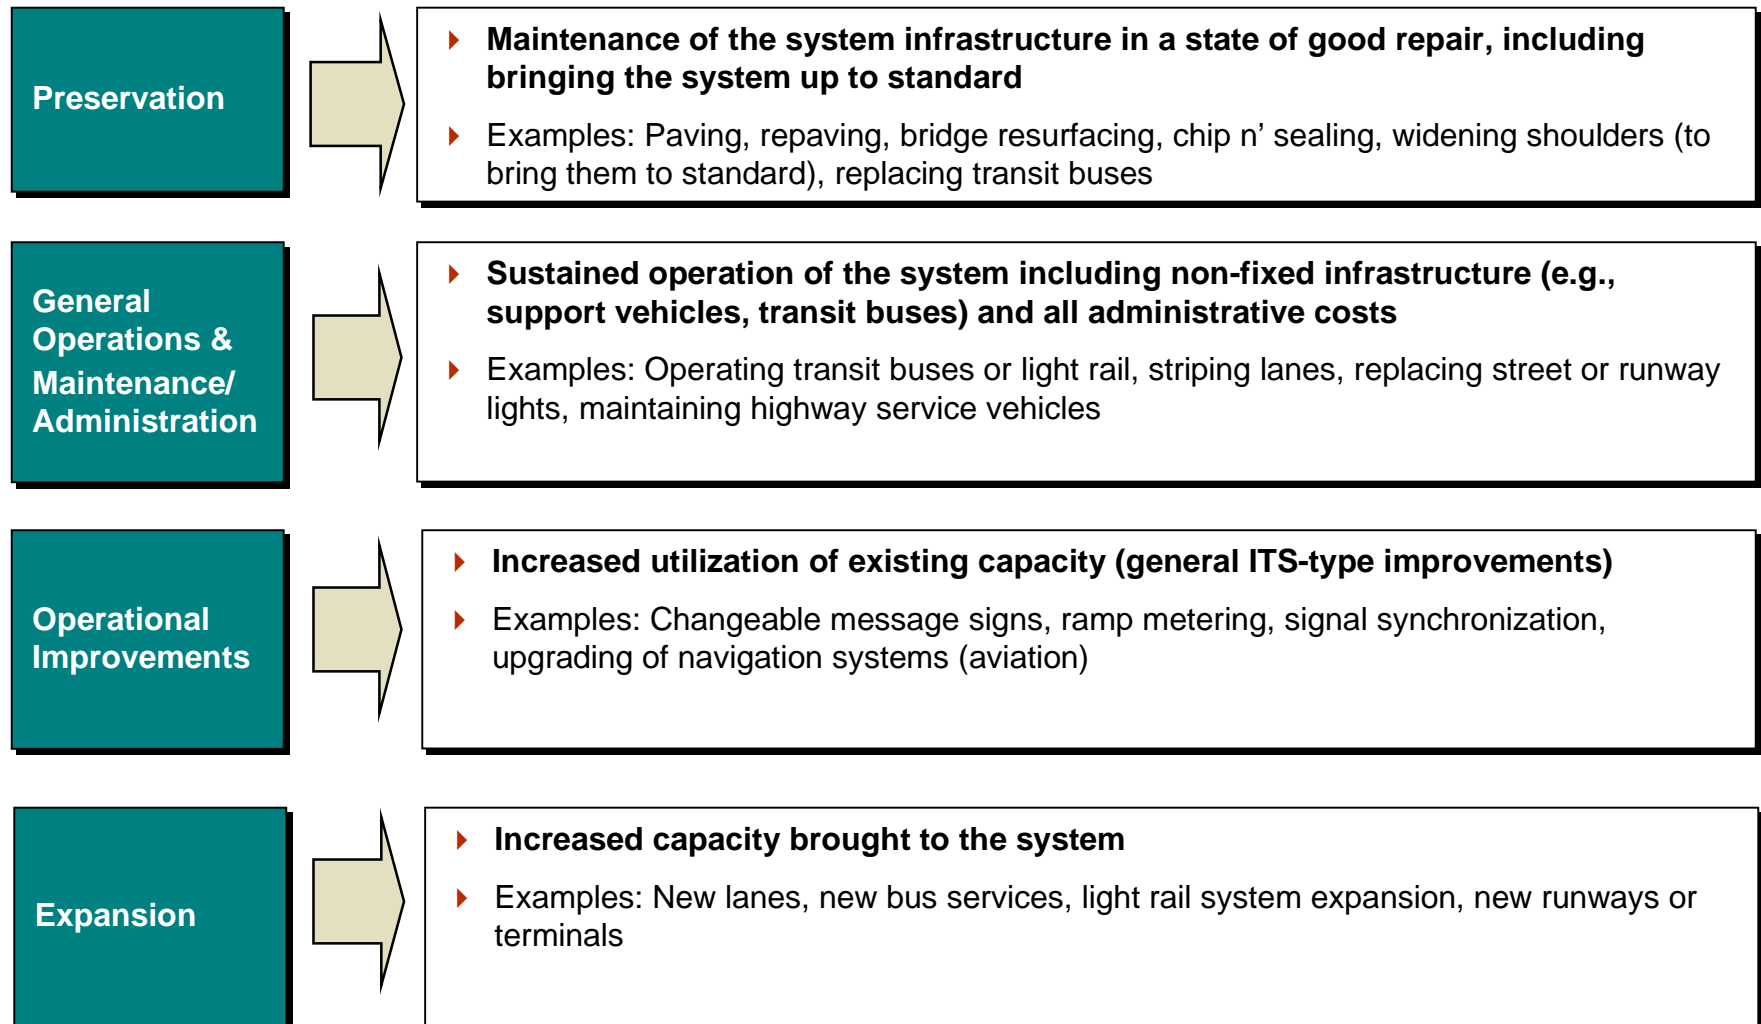 Preservation
Maintenance of the system infrastructure in a state of good repair, including
bringing the system up to standard
Examples: Paving, repaving, bridge resurfacing, chip n’ sealing, widening shoulders (to
bring them to standard), replacing transit buses
General
Operations &
Maintenance/
Administration
Sustained operation of the system including non-fixed infrastructure (e.g.,
support vehicles, transit buses) and all administrative costs
Examples: Operating transit buses or light rail, striping lanes, replacing street or runway
lights, maintaining highway service vehicles
Operational
Improvements
Increased utilization of existing capacity (general ITS-type improvements)
Examples: Changeable message signs, ramp metering, signal synchronization,
upgrading of navigation systems (aviation)
Expansion
Increased capacity brought to the system
Examples: New lanes, new bus services, light rail system expansion, new runways or
terminals